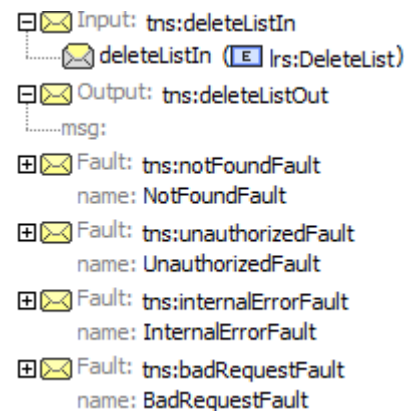 Input: tns:deleteListIn
deleteListIn (E lrs:DeleteList)
Output: tns:deleteListOut
msg:
Fault: tns:notFoundFault
name: NotFoundFault
Fault: tns:unauthorizedFault
name: UnauthorizedFault
Fault: tns:internalErrorFault
name: InternalErrorFault
Fault: tns:badRequestFault
name: BadRequestFault